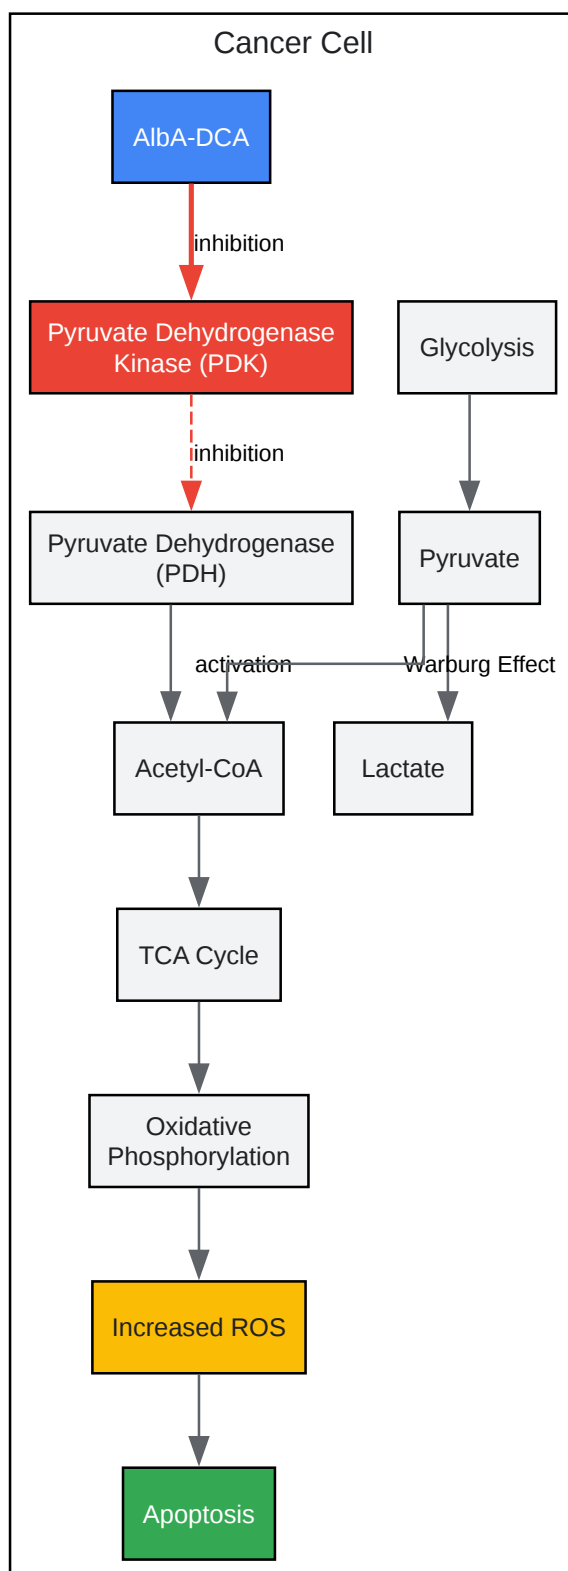 Cancer Cell
AlbA-DCA
inhibition
Pyruvate Dehydrogenase
Kinase (PDK)
Glycolysis
inhibition
Pyruvate Dehydrogenase
(PDH)
Pyruvate
activation
Warburg Effect
Acetyl-CoA
Lactate
TCA Cycle
Oxidative
Phosphorylation
Increased ROS
Apoptosis